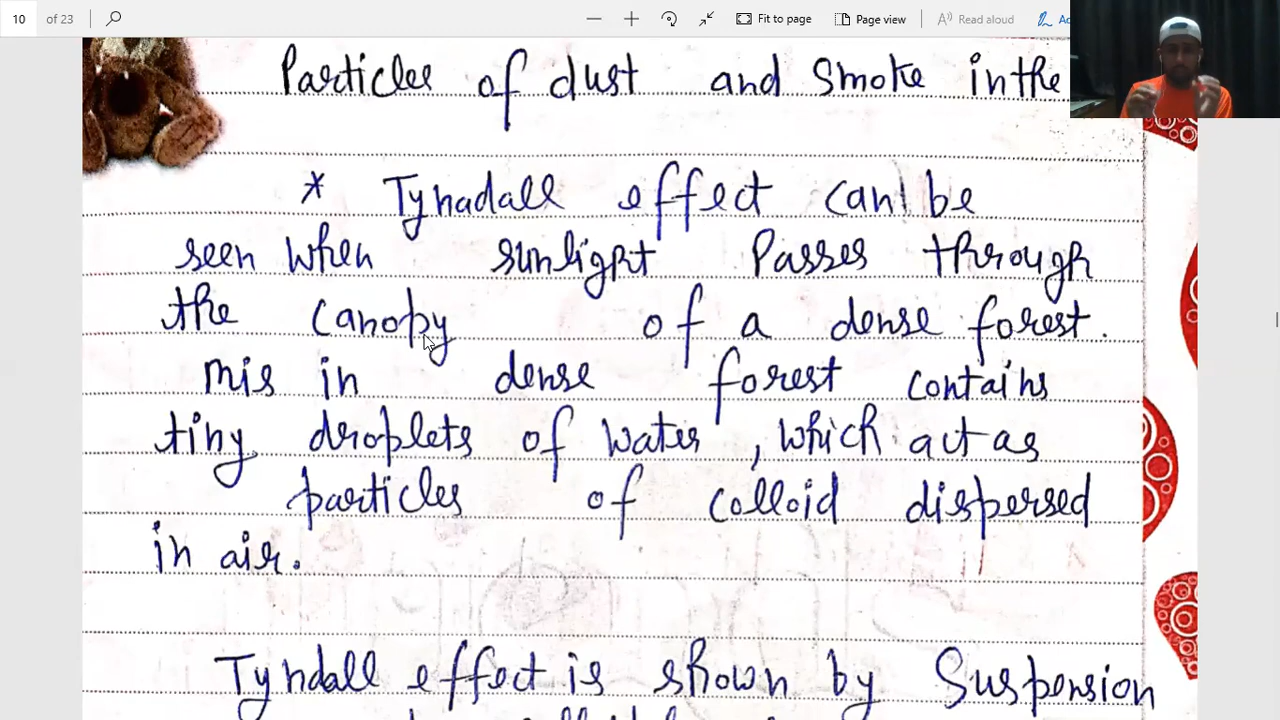 10 of 23
Fit to page
Page view
Read aloud
Particles of dust and smoke in the
* Tyhadall effect can be
seen when sunlight Passes through
the canopy of a dense forest.
mis in dense forest contains
tiny droplets of water, which act as
particles of colloid dispersed
in air.
Tyndall effect is shown by Suspension